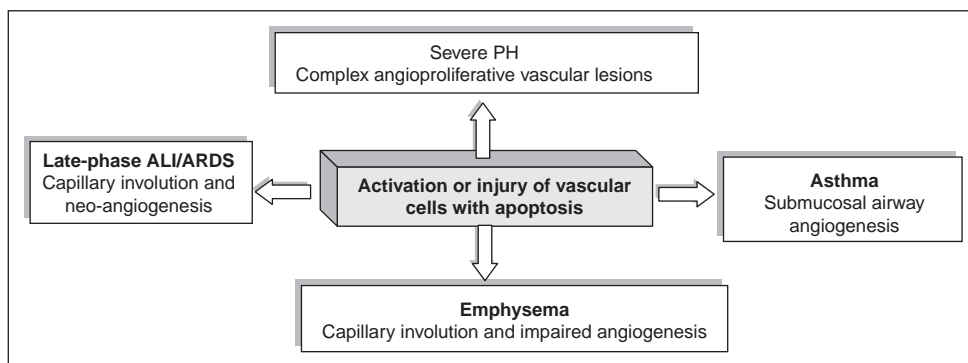 Severe PH
Complex angioproliferative vascular lesions
Late-phase ALI/ARDS
Capillary involution and
neo-angiogenesis
Activation or injury of vascular
cells with apoptosis
Asthma
Submucosal airway
angiogenesis
Emphysema
Capillary involution and impaired angiogenesis